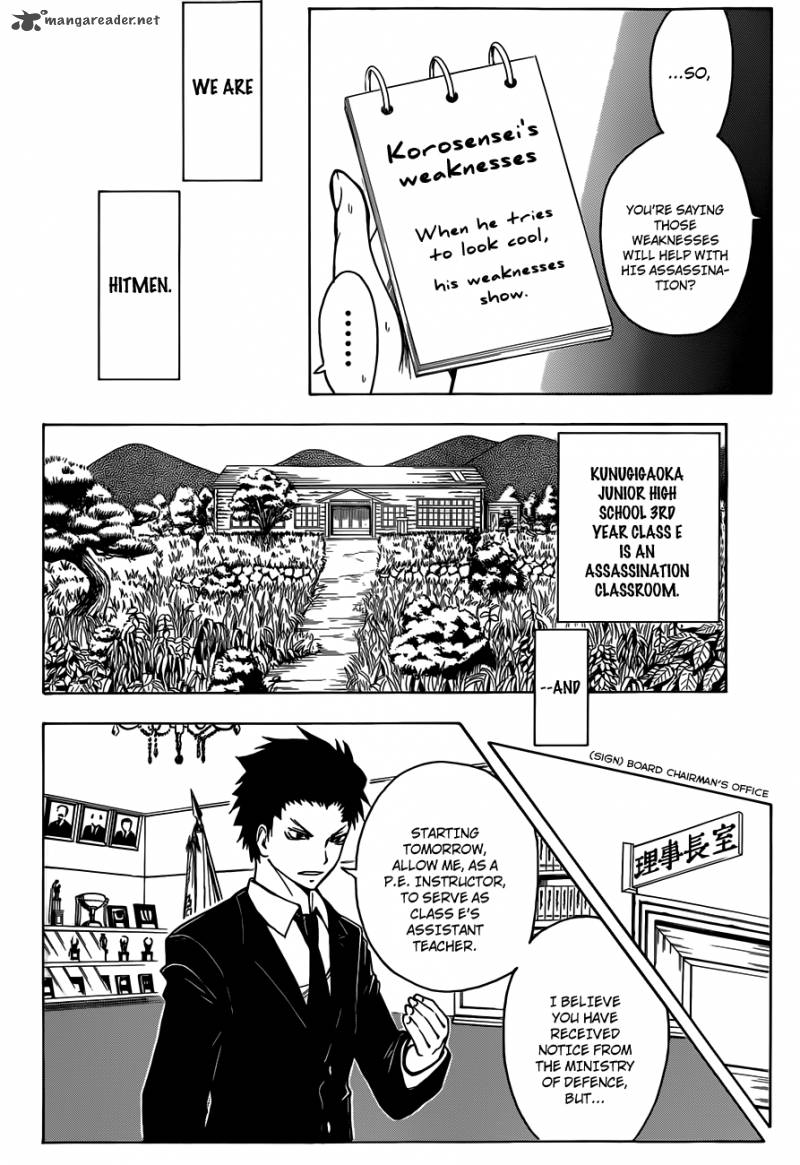 mangareader.net
...SO,
YOU'RE SAYING
THOSE
WEAKNESSES
WILL HELP WITH
HIS ASSASSINA-
TION?
Korosensei's
weaknesses
When he tries
to look cool,
his weaknesses
show.
......
WE ARE
HITMEN.
KUNUGIGAOKA
JUNIOR HIGH
SCHOOL 3RD
YEAR CLASS E
IS AN
ASSASSINATION
CLASSROOM.
--AND
(SIGN) BOARD CHAIRMAN'S OFFICE
理事長室
STARTING
TOMORROW,
ALLOW ME, AS A
P.E. INSTRUCTOR,
TO SERVE AS
CLASS E'S
ASSISTANT
TEACHER.
I BELIEVE
YOU HAVE
RECEIVED
NOTICE FROM
THE MINISTRY
OF DEFENCE,
BUT...